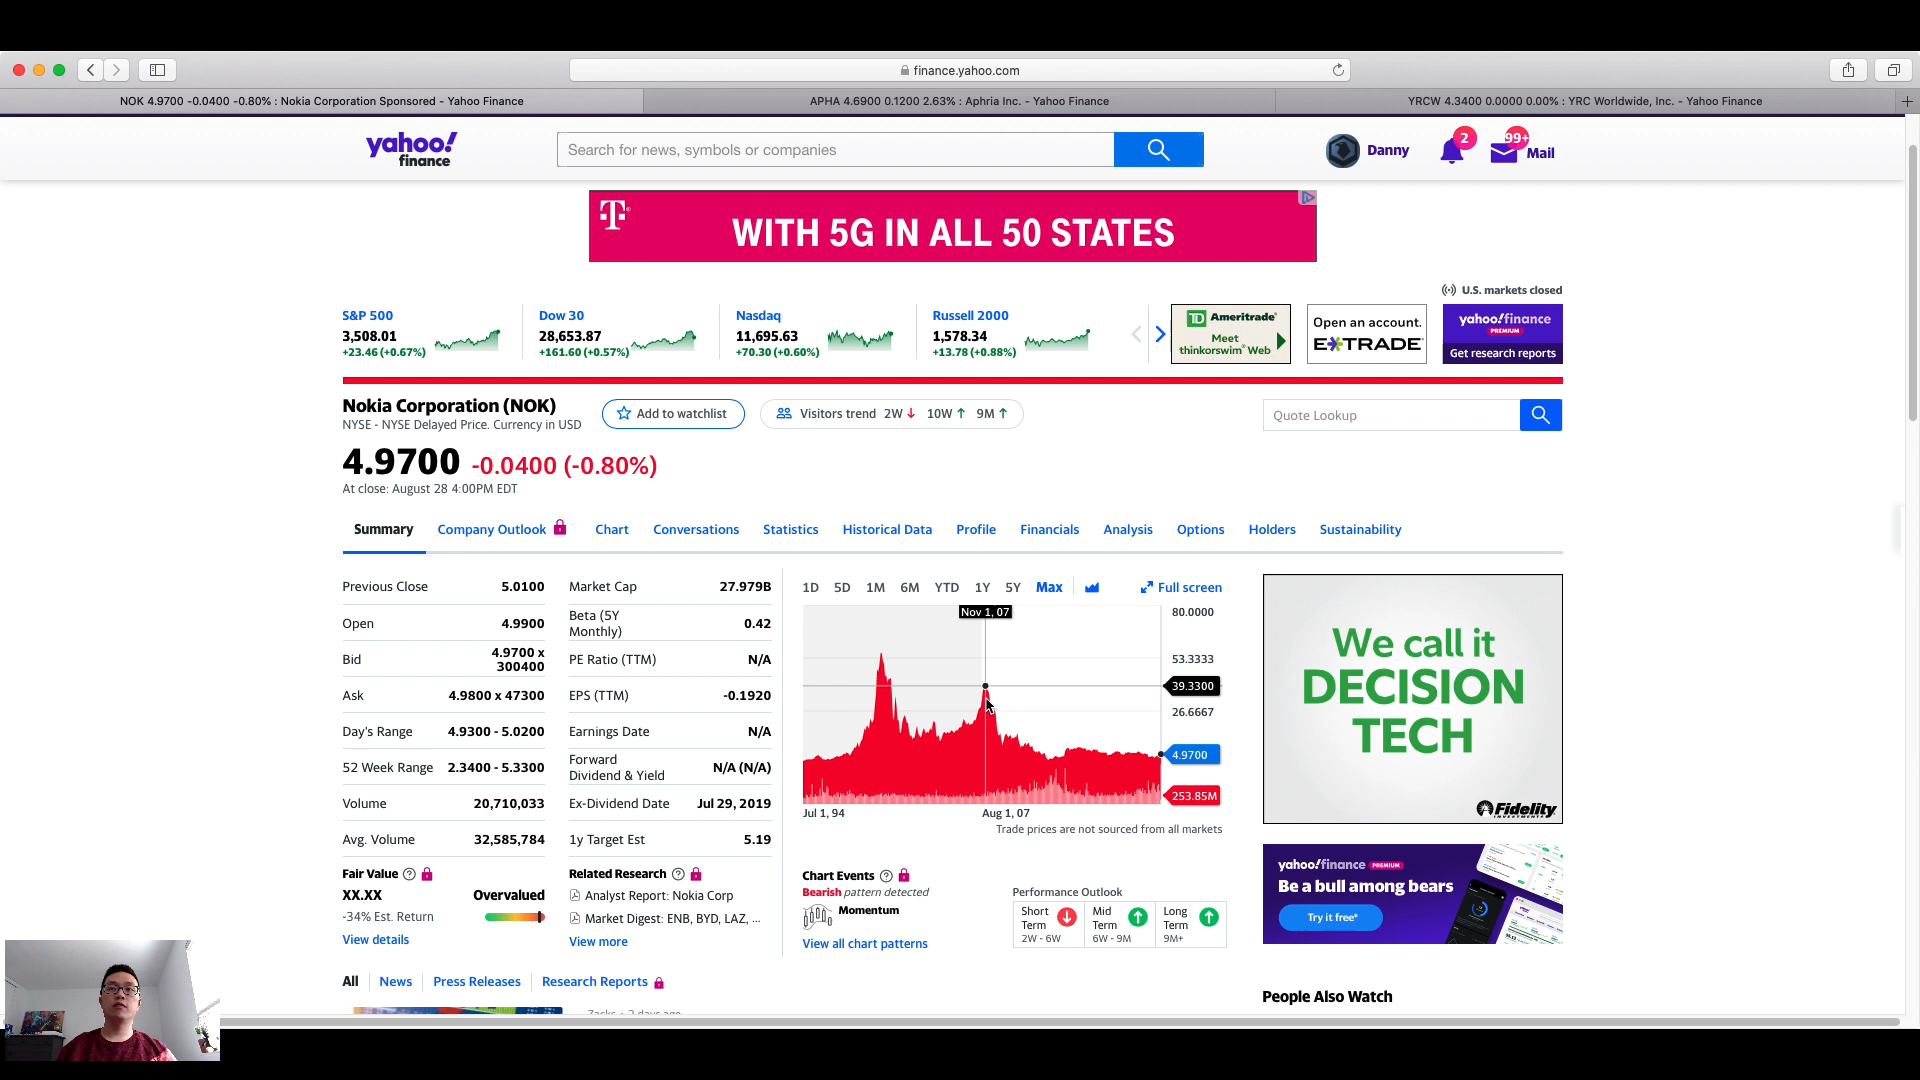 finance.yahoo.com
NOK 4.9700 -0.0400 -0.80% : Nokia Corporation Sponsored - Yahoo Finance
APHA 4.6900 0.1200 2.63% : Aphria Inc. - Yahoo Finance
YRCW 4.3400 0.0000 0.00% : YRC Worldwide, Inc. - Yahoo Finance
yahoo!
finance
Search for news, symbols or companies
Danny
2
99+
Mail
T
WITH 5G IN ALL 50 STATES
U.S. markets closed
S&P 500
3,508.01
+23.46 (+0.67%)
Dow 30
28,653.87
+161.60 (+0.57%)
Nasdaq
11,695.63
+70.30 (+0.60%)
Russell 2000
1,578.34
+13.78 (+0.88%)
TD Ameritrade®
Meet
thinkorswim® Web
Open an account.
E*TRADE®
yahoo!finance
PREMIUM
Get research reports
Nokia Corporation (NOK)
NYSE - NYSE Delayed Price. Currency in USD
Add to watchlist
Visitors trend 2W ↓ 10W ↑ 9M ↑
Quote Lookup
4.9700 -0.0400 (-0.80%)
At close: August 28 4:00PM EDT
Summary
Company Outlook
Chart
Conversations
Statistics
Historical Data
Profile
Financials
Analysis
Options
Holders
Sustainability
Previous Close 5.0100
Open 4.9900
Bid 4.9700 x
300400
Ask 4.9800 x 47300
Day's Range 4.9300 - 5.0200
52 Week Range 2.3400 - 5.3300
Volume 20,710,033
Avg. Volume 32,585,784
Market Cap 27.979B
Beta (5Y
Monthly) 0.42
PE Ratio (TTM) N/A
EPS (TTM) -0.1920
Earnings Date N/A
Forward
Dividend & Yield N/A (N/A)
Ex-Dividend Date Jul 29, 2019
1y Target Est 5.19
1D 5D 1M 6M YTD 1Y 5Y Max
Full screen
Nov 1, 07
80.0000
53.3333
39.3300
26.6667
4.9700
253.85M
Jul 1, 94
Aug 1, 07
Trade prices are not sourced from all markets
Fair Value
XX.XX Overvalued
-34% Est. Return
View details
Related Research
Analyst Report: Nokia Corp
Market Digest: ENB, BYD, LAZ, ...
View more
Chart Events
Bearish pattern detected
Momentum
View all chart patterns
Performance Outlook
Short
Term
2W - 6W
Mid
Term
6W - 9M
Long
Term
9M+
We call it
DECISION
TECH
Fidelity
INVESTMENTS
yahoo!finance PREMIUM
Be a bull among bears
Try it free*
All
News
Press Releases
Research Reports
People Also Watch
Zacks • 2 days ago